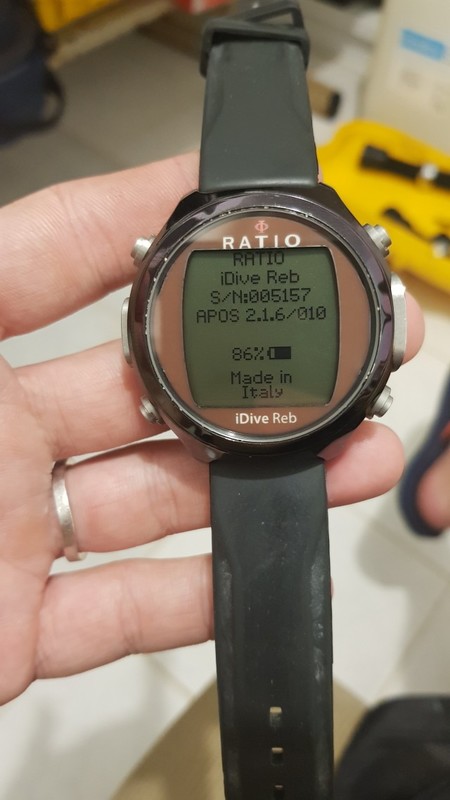 RATIO
RATIO
iDive Reb
S/N:005157
APOS 2.1.6/010
86%
Made in
Italy
iDive Reb